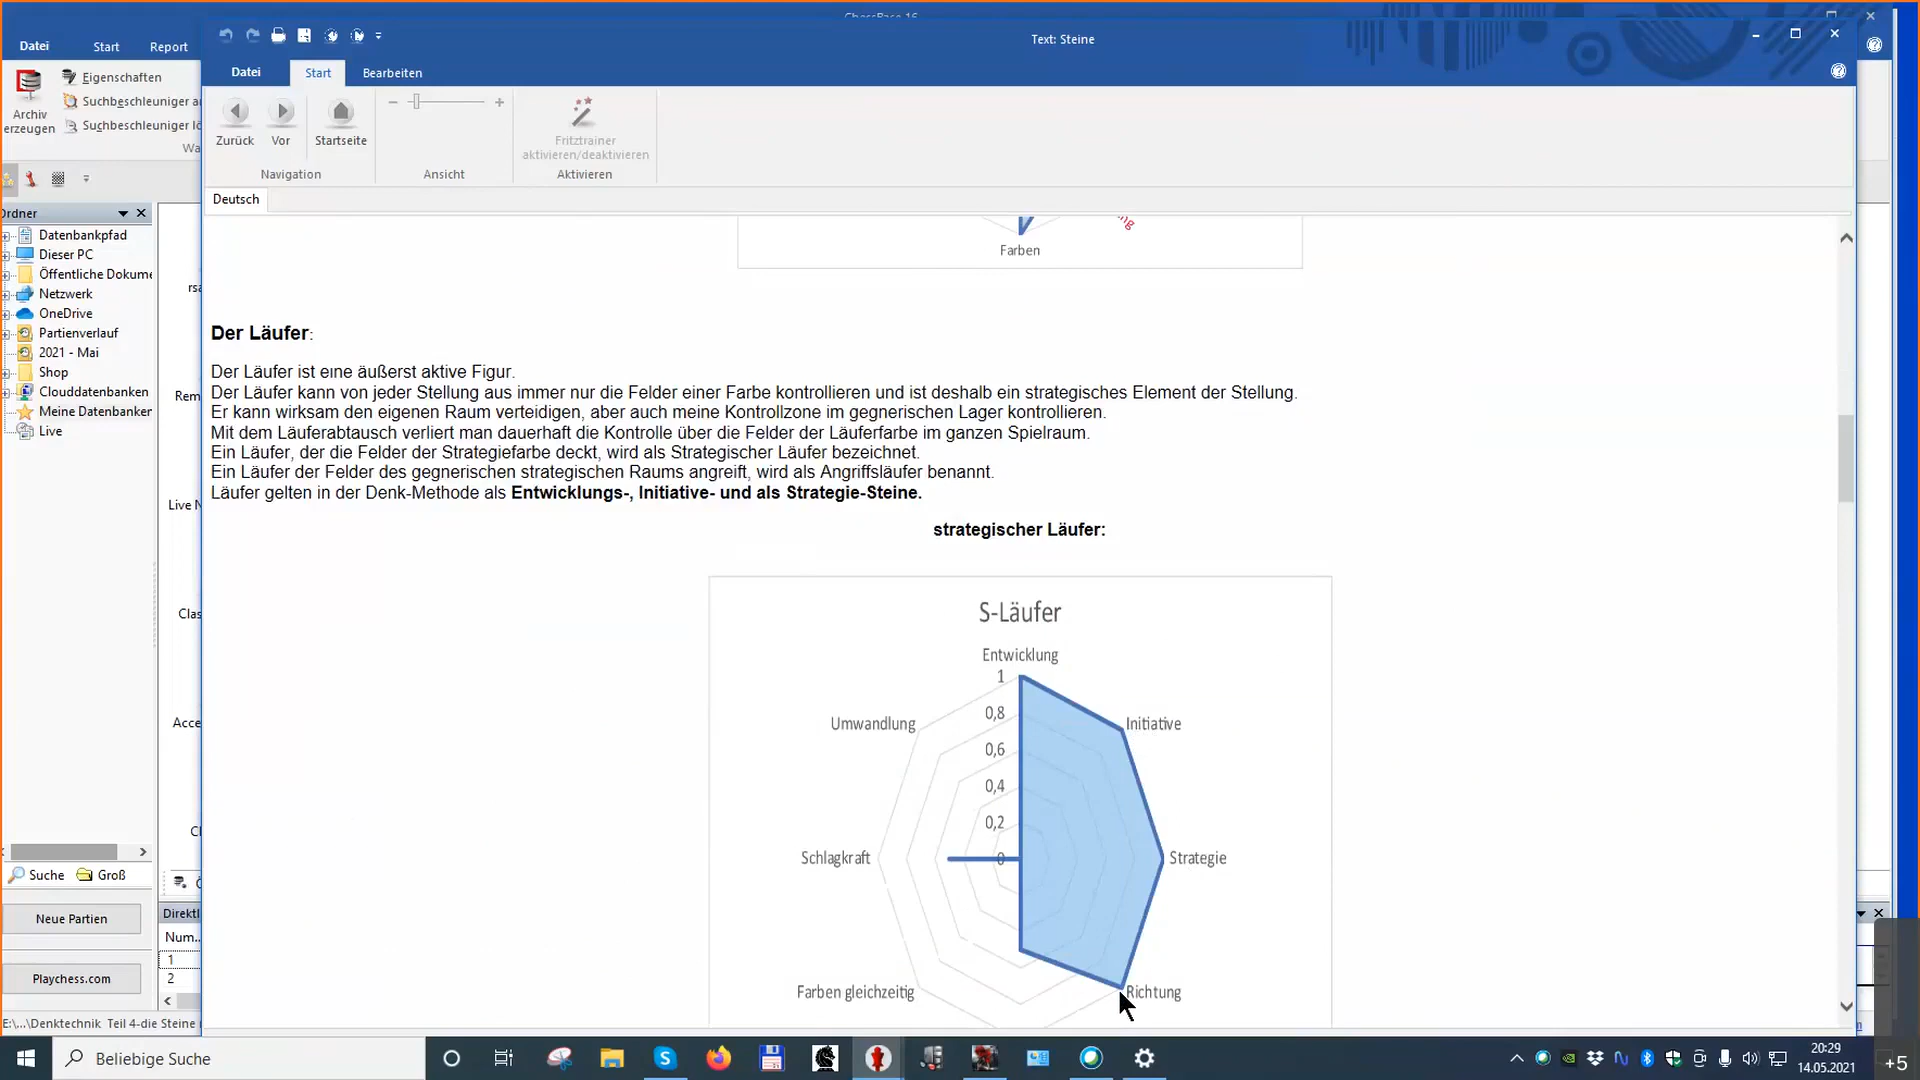 ChessBase 16
Text: Steine
Datei Start Report
Datei Start Bearbeiten
Archiv
erzeugen
Eigenschaften
Suchbeschleuniger
Suchbeschleuniger
Zurück Vor Startseite
Fritztrainer
aktivieren/deaktivieren
Navigation Ansicht Aktivieren
Deutsch
Ordner
Datenbankpfad
Dieser PC
Öffentliche Dokume
Netzwerk
OneDrive
Partienverlauf
2021 - Mai
Shop
Clouddatenbanken
Meine Datenbanken
Live
Suche Groß
Neue Partien
Playchess.com
Num..
1
2
E:\...\Denktechnik Teil 4-die Steine
Farben
Der Läufer:
Der Läufer ist eine äußerst aktive Figur.
Der Läufer kann von jeder Stellung aus immer nur die Felder einer Farbe kontrollieren und ist deshalb ein strategisches Element der Stellung.
Er kann wirksam den eigenen Raum verteidigen, aber auch meine Kontrollzone im gegnerischen Lager kontrollieren.
Mit dem Läuferabtausch verliert man dauerhaft die Kontrolle über die Felder der Läuferfarbe im ganzen Spielraum.
Ein Läufer, der die Felder der Strategiefarbe deckt, wird als Strategischer Läufer bezeichnet.
Ein Läufer der Felder des gegnerischen strategischen Raums angreift, wird als Angriffsläufer benannt.
Läufer gelten in der Denk-Methode als Entwicklungs-, Initiative- und als Strategie-Steine.
strategischer Läufer:
S-Läufer
Entwicklung
1
Umwandlung 0,8 Initiative
0,6
0,4
0,2
Schlagkraft 0 Strategie
Farben gleichzeitig Richtung
Beliebige Suche
20:29
14.05.2021
+5